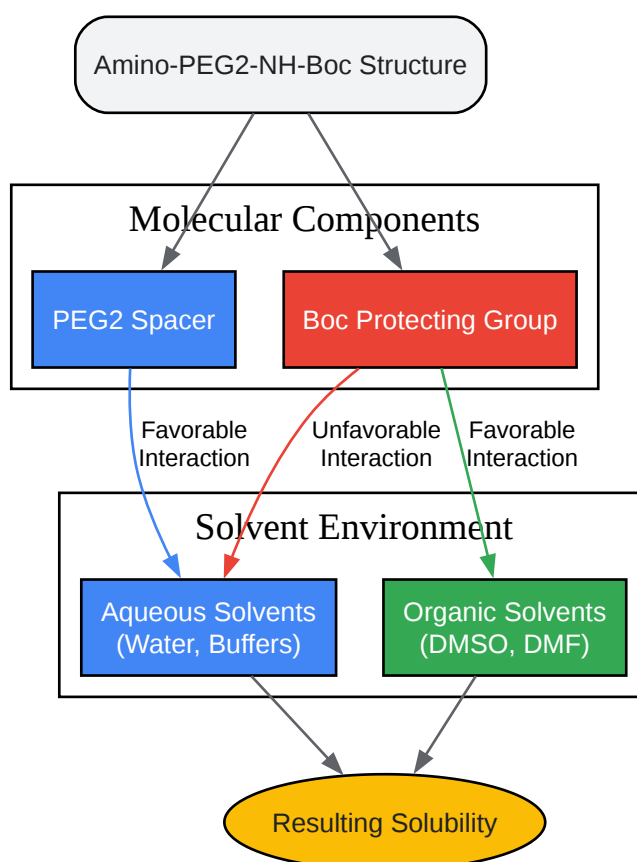 Amino-PEG2-NH-Boc Structure
Molecular Components
PEG2 Spacer
Boc Protecting Group
Favorable
Interaction
Unfavorable
Interaction
Favorable
Interaction
Solvent Environment
Aqueous Solvents
(Water, Buffers)
Organic Solvents
(DMSO, DMF)
Resulting Solubility